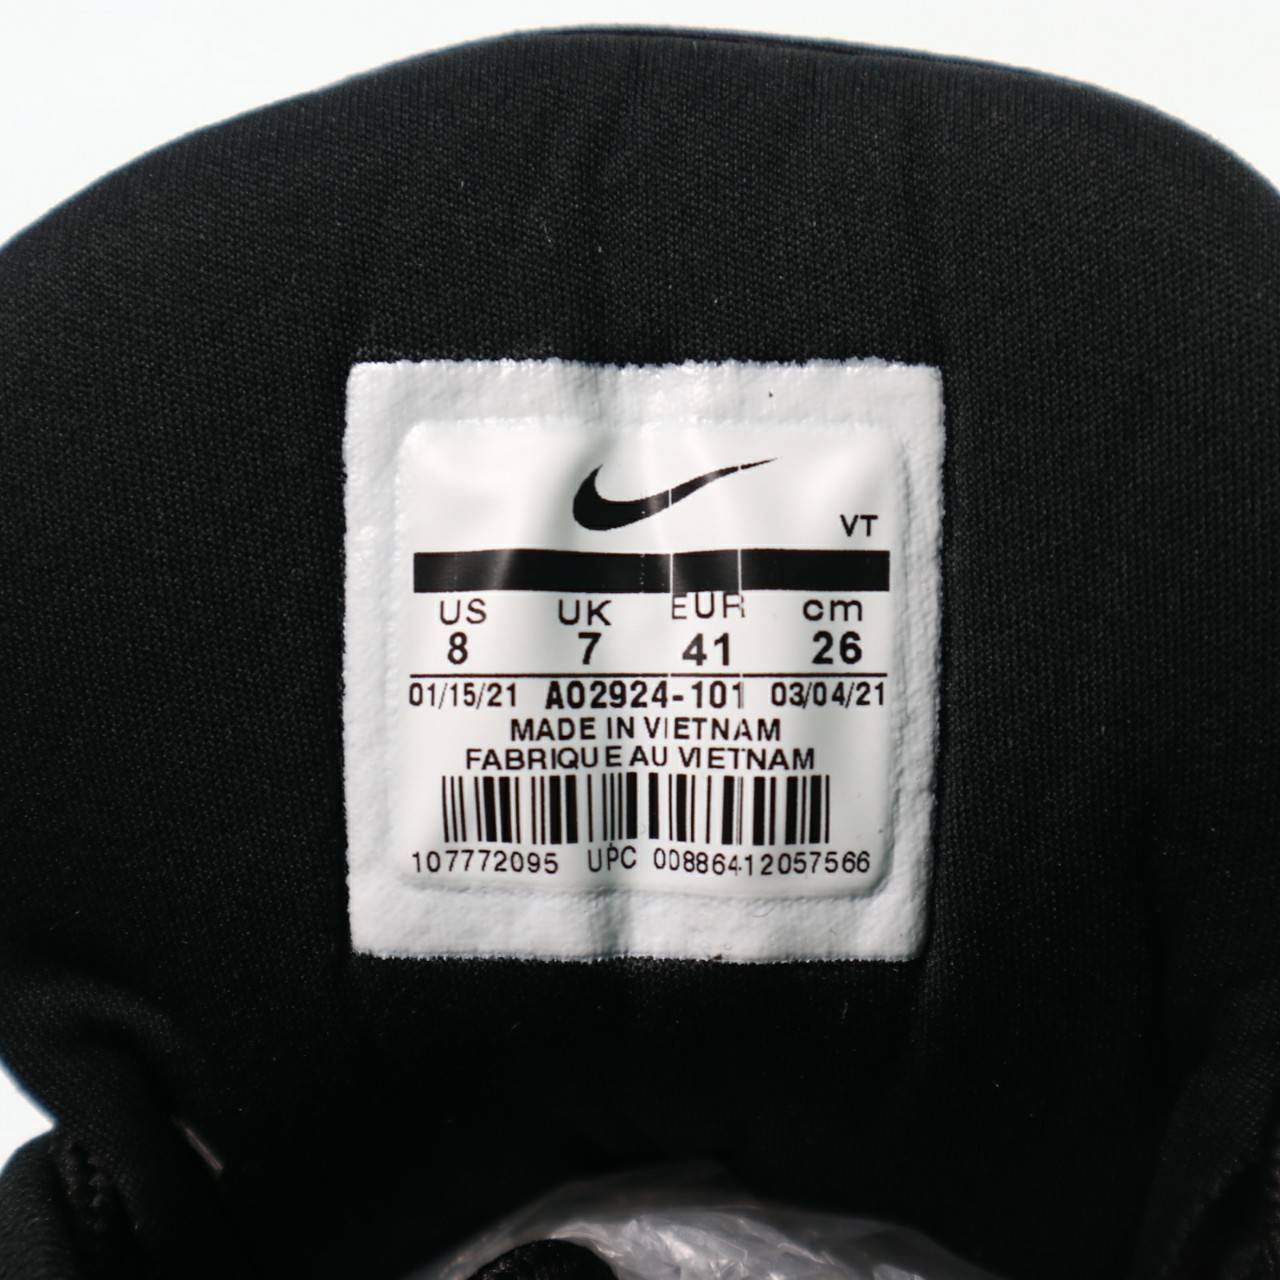 VT
US UK EUR cm
8 7 41 26
01/15/21 AO2924-101 03/04/21
MADE IN VIETNAM
FABRIQUE AU VIETNAM
107772095 UPC 00886412057566